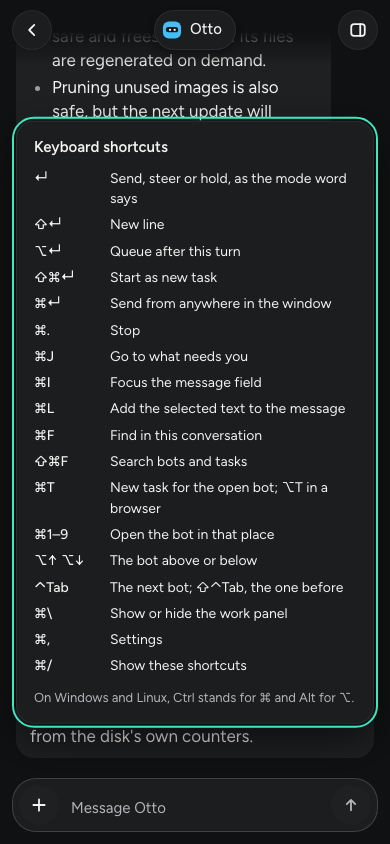 Otto
safe and frees
its files
are regenerated on demand.
• Pruning unused images is also
safe, but the next update will
Keyboard shortcuts
↵ Send, steer or hold, as the mode word
says
⇧↵ New line
⌥↵ Queue after this turn
⇧⌘↵ Start as new task
⌘↵ Send from anywhere in the window
⌘. Stop
⌘J Go to what needs you
⌘I Focus the message field
⌘L Add the selected text to the message
⌘F Find in this conversation
⇧⌘F Search bots and tasks
⌘T New task for the open bot; ⌥T in a
browser
⌘1–9 Open the bot in that place
⌥↑ ⌥↓ The bot above or below
^Tab The next bot; ⇧^Tab, the one before
⌘\ Show or hide the work panel
⌘, Settings
⌘/ Show these shortcuts
On Windows and Linux, Ctrl stands for ⌘ and Alt for ⌥.
from the disk's own counters.
Message Otto